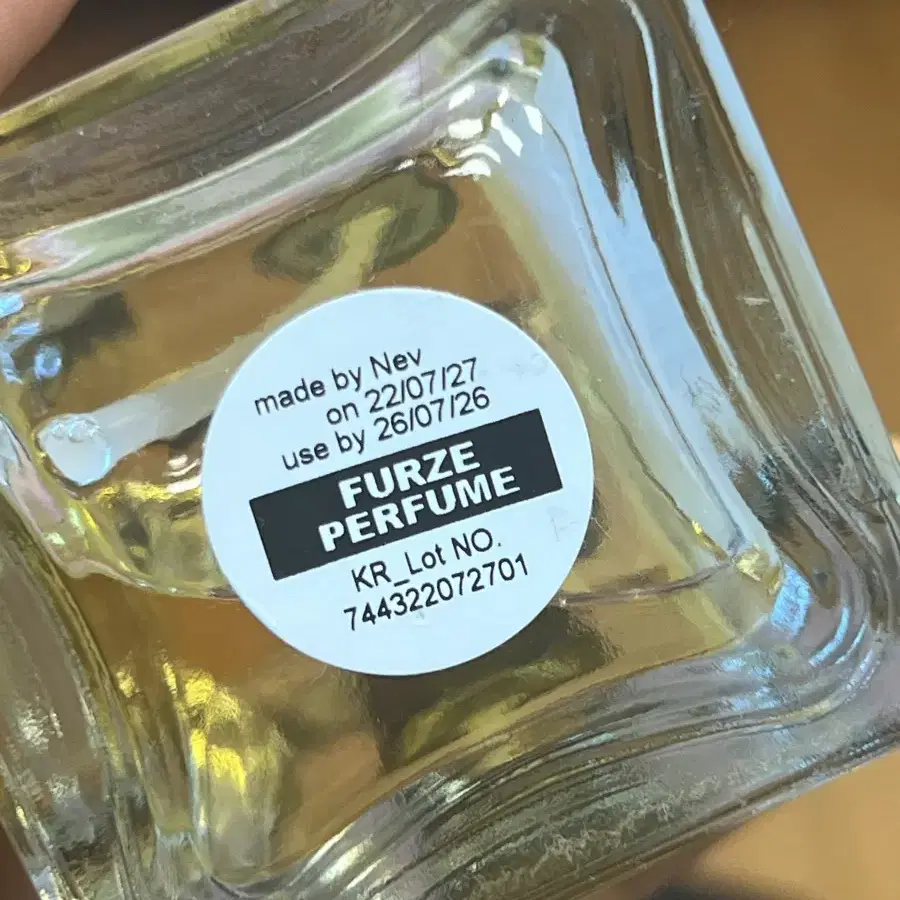 made by Nev
on 22/07/27
use by 26/07/26
FURZE
PERFUME
KR_Lot NO.
744322072701